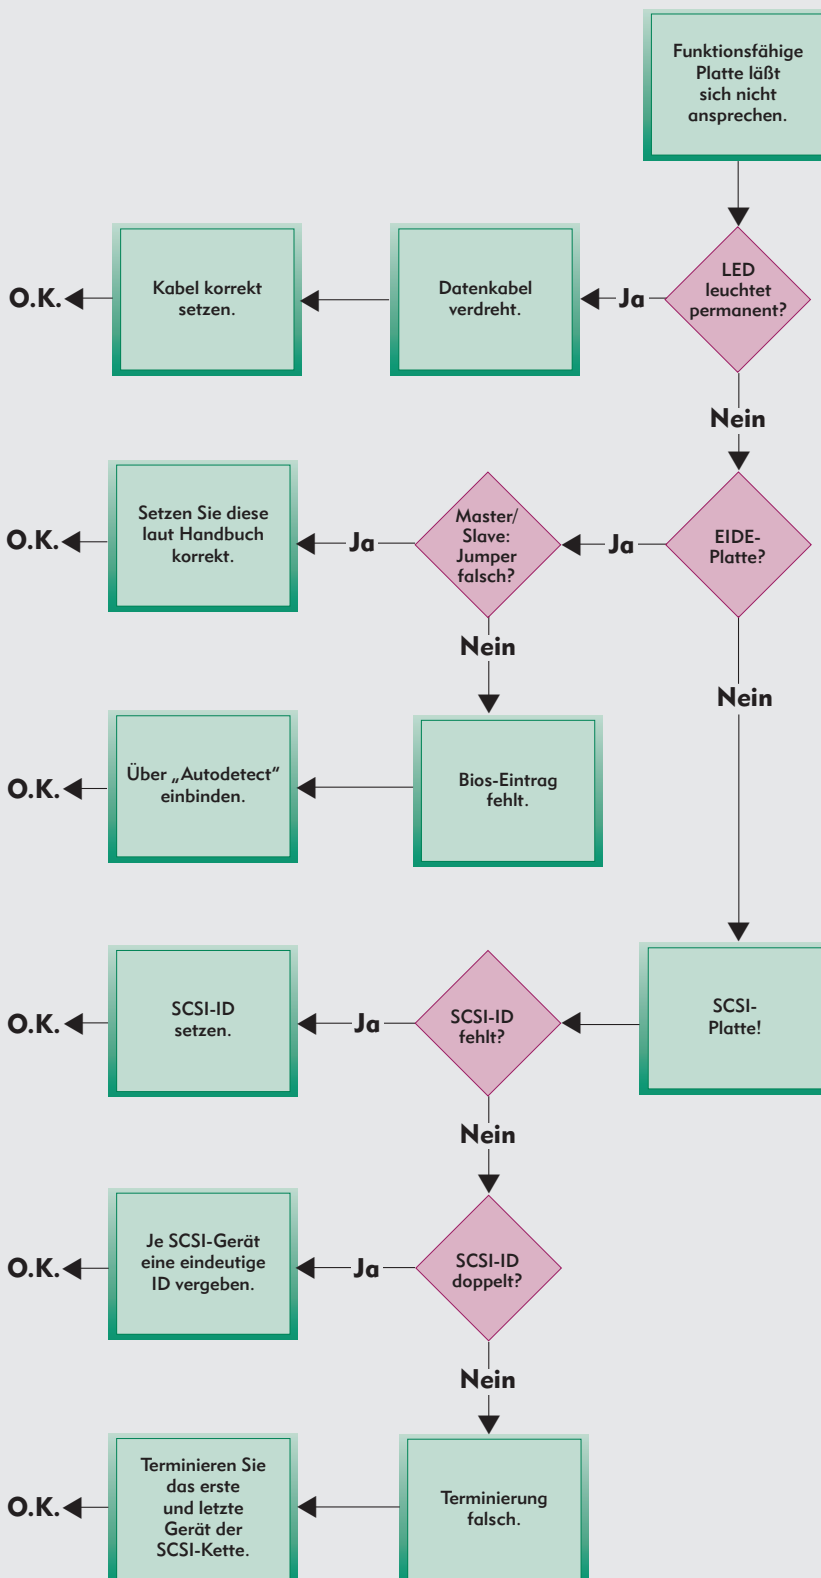 Funktionsfähige
Platte läßt
sich nicht
ansprechen.
LED
leuchtet
permanent?
Ja
Datenkabel
verdreht.
Kabel korrekt
setzen.
O.K.
Nein
EIDE-
Platte?
Ja
Master/
Slave:
Jumper
falsch?
Ja
Setzen Sie diese
laut Handbuch
korrekt.
O.K.
Nein
Bios-Eintrag
fehlt.
Über „Autodetect“
einbinden.
O.K.
Nein
SCSI-
Platte!
SCSI-ID
fehlt?
Ja
SCSI-ID
setzen.
O.K.
Nein
SCSI-ID
doppelt?
Ja
Je SCSI-Gerät
eine eindeutige
ID vergeben.
O.K.
Nein
Terminierung
falsch.
Terminieren Sie
das erste
und letzte
Gerät der
SCSI-Kette.
O.K.